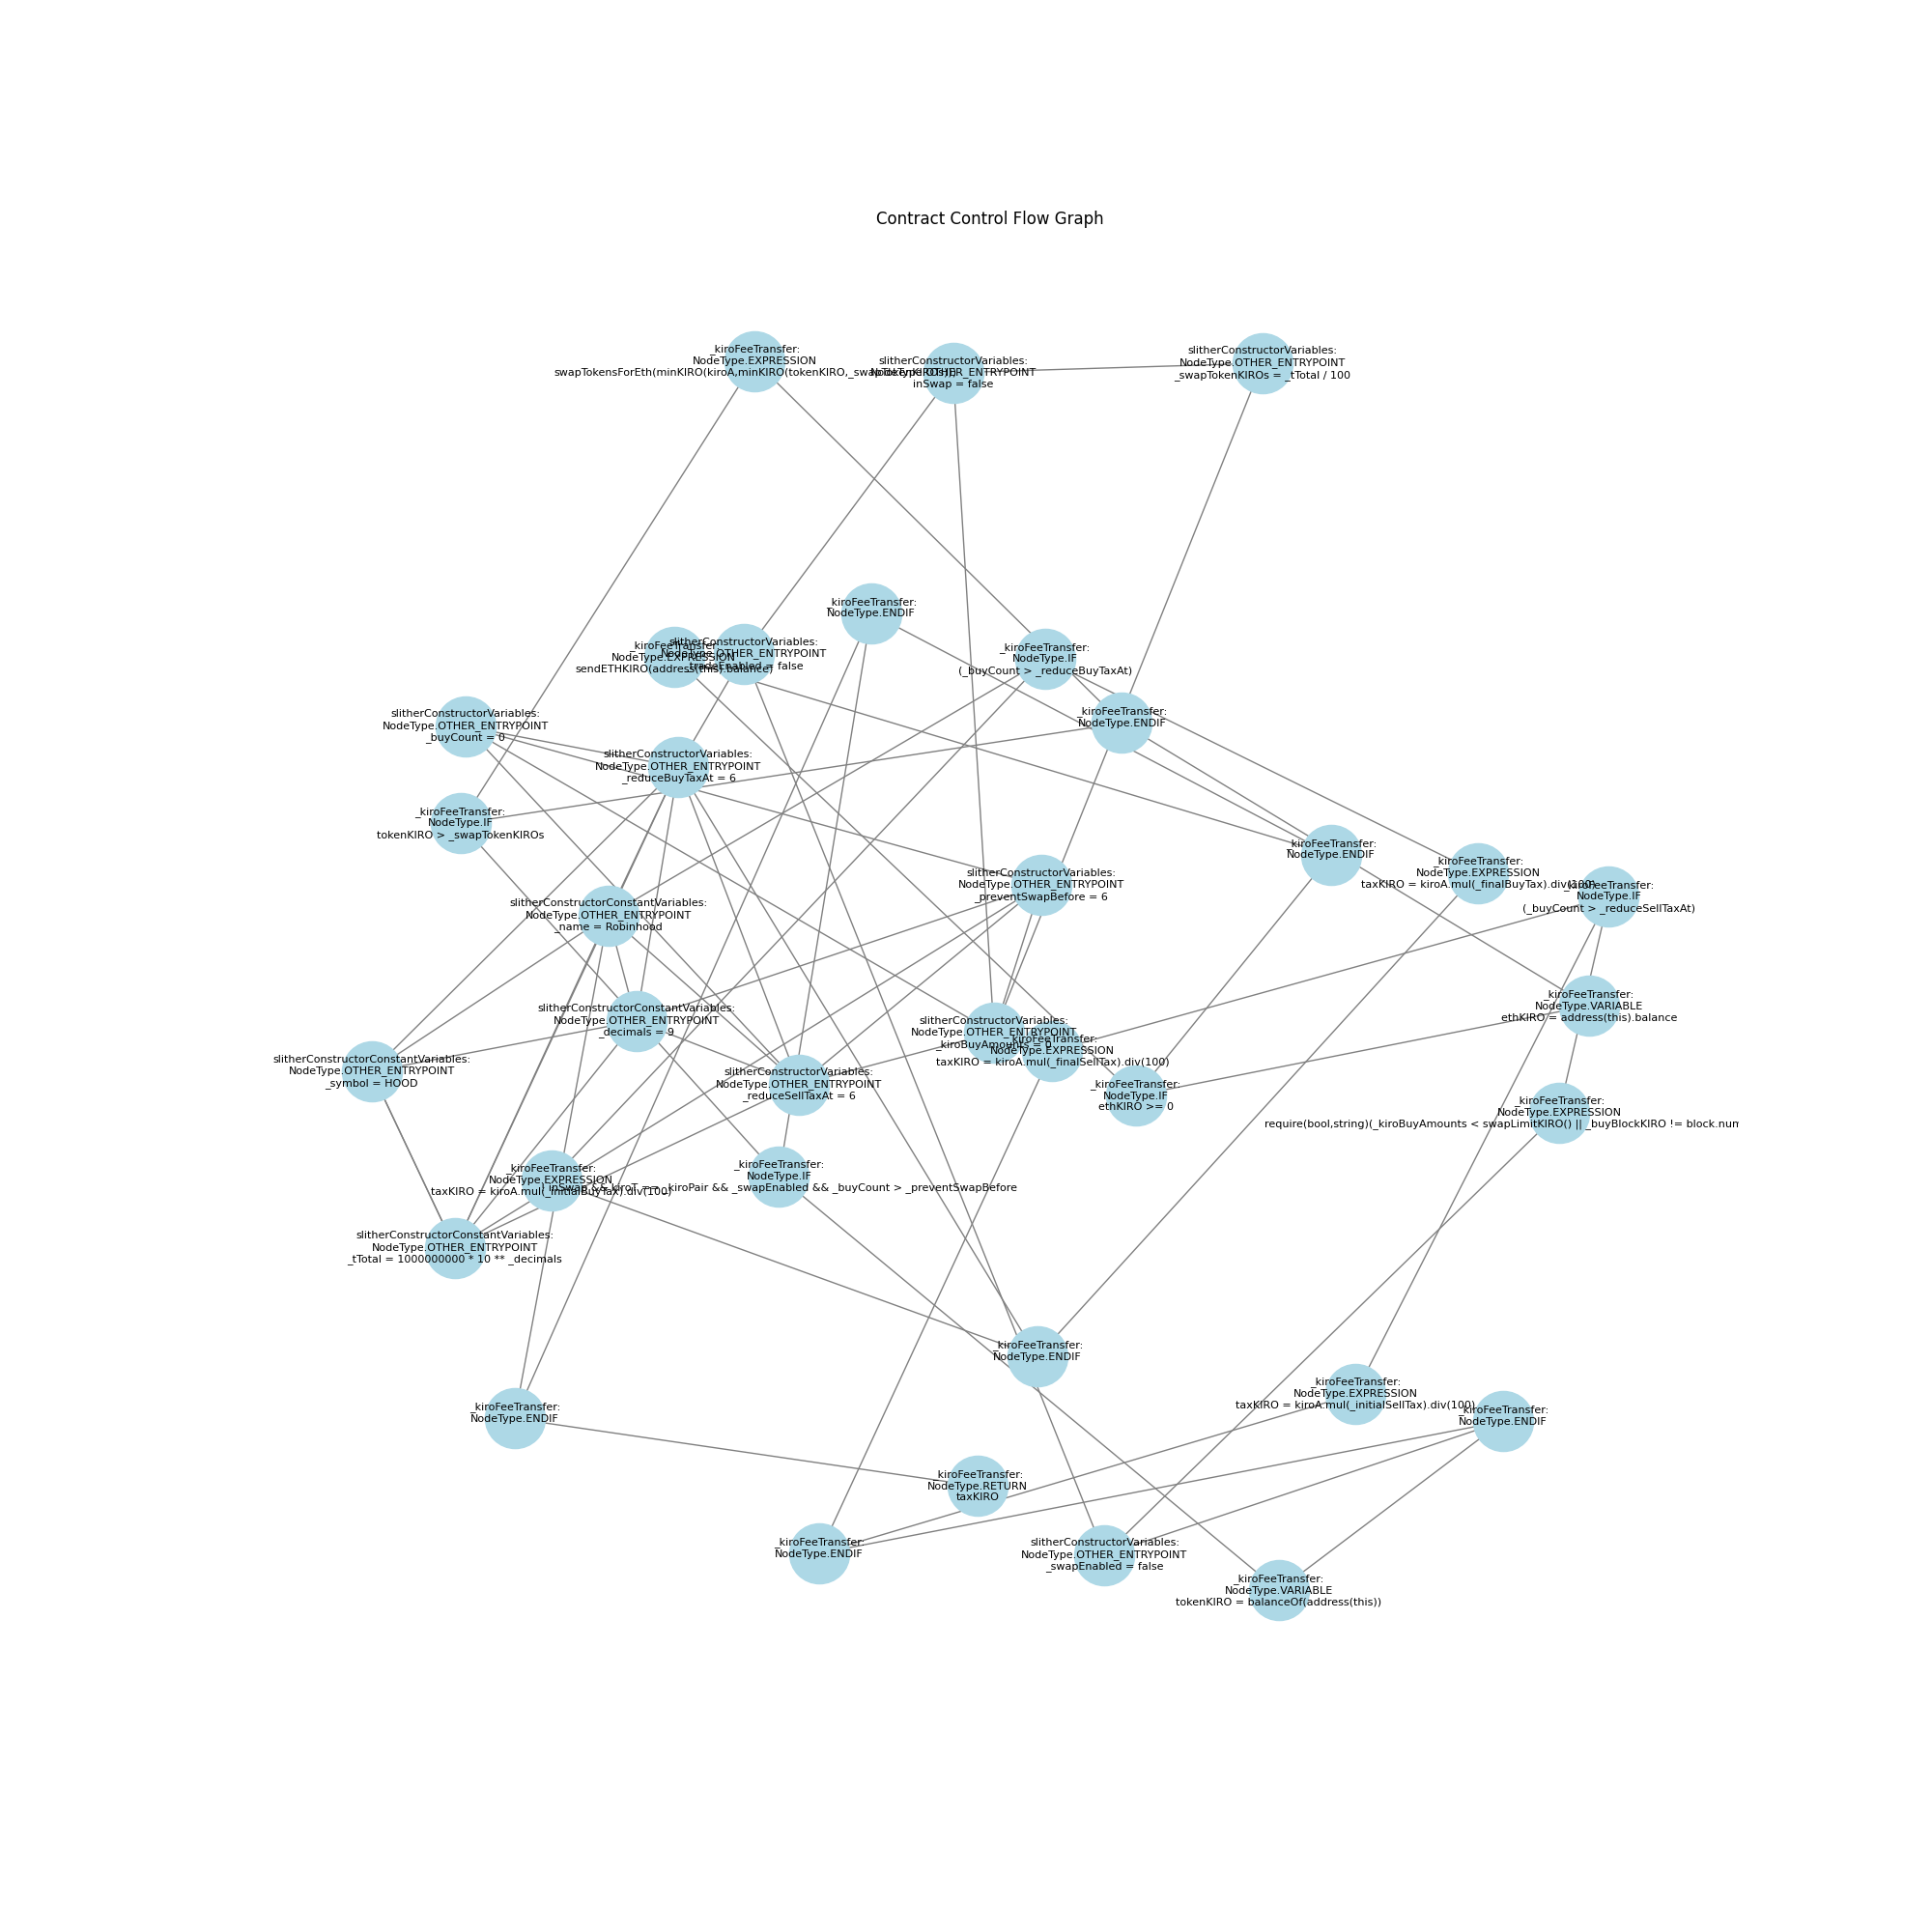 Contract Control Flow Graph
_kiroFeeTransfer:
NodeType.EXPRESSION
swapTokensForEth(minKIRO(kiroA,minKIRO(tokenKIRO,_swapTokenKIROs)))
slitherConstructorVariables:
NodeType.OTHER_ENTRYPOINT
inSwap = false
slitherConstructorVariables:
NodeType.OTHER_ENTRYPOINT
_swapTokenKIROs = _tTotal / 100
_kiroFeeTransfer:
NodeType.ENDIF
_kiroFeeTransfer:
NodeType.EXPRESSION
sendETHKIRO(address(this).balance)
slitherConstructorVariables:
NodeType.OTHER_ENTRYPOINT
tradeEnabled = false
_kiroFeeTransfer:
NodeType.IF
(_buyCount > _reduceBuyTaxAt)
_kiroFeeTransfer:
NodeType.ENDIF
slitherConstructorVariables:
NodeType.OTHER_ENTRYPOINT
_buyCount = 0
slitherConstructorVariables:
NodeType.OTHER_ENTRYPOINT
_reduceBuyTaxAt = 6
_kiroFeeTransfer:
NodeType.IF
tokenKIRO > _swapTokenKIROs
_kiroFeeTransfer:
NodeType.ENDIF
_kiroFeeTransfer:
NodeType.EXPRESSION
taxKIRO = kiroA.mul(_finalBuyTax).div(100)
_kiroFeeTransfer:
NodeType.IF
(_buyCount > _reduceSellTaxAt)
slitherConstructorVariables:
NodeType.OTHER_ENTRYPOINT
_preventSwapBefore = 6
slitherConstructorConstantVariables:
NodeType.OTHER_ENTRYPOINT
_name = Robinhood
_kiroFeeTransfer:
NodeType.VARIABLE
ethKIRO = address(this).balance
slitherConstructorConstantVariables:
NodeType.OTHER_ENTRYPOINT
_decimals = 9
slitherConstructorVariables:
NodeType.OTHER_ENTRYPOINT
_kiroBuyAmounts = 0
_kiroFeeTransfer:
NodeType.EXPRESSION
taxKIRO = kiroA.mul(_finalSellTax).div(100)
slitherConstructorConstantVariables:
NodeType.OTHER_ENTRYPOINT
_symbol = HOOD
slitherConstructorVariables:
NodeType.OTHER_ENTRYPOINT
_reduceSellTaxAt = 6
_kiroFeeTransfer:
NodeType.IF
ethKIRO >= 0
_kiroFeeTransfer:
NodeType.EXPRESSION
require(bool,string)(_kiroBuyAmounts < swapLimitKIRO() || _buyBlockKIRO != block.num
_kiroFeeTransfer:
NodeType.EXPRESSION
taxKIRO = kiroA.mul(_initialBuyTax).div(100)
_kiroFeeTransfer:
NodeType.IF
inSwap && kiroT == _kiroPair && _swapEnabled && _buyCount > _preventSwapBefore
slitherConstructorConstantVariables:
NodeType.OTHER_ENTRYPOINT
_tTotal = 1000000000 * 10 ** _decimals
_kiroFeeTransfer:
NodeType.ENDIF
_kiroFeeTransfer:
NodeType.EXPRESSION
taxKIRO = kiroA.mul(_initialSellTax).div(100)
_kiroFeeTransfer:
NodeType.ENDIF
_kiroFeeTransfer:
NodeType.ENDIF
_kiroFeeTransfer:
NodeType.RETURN
taxKIRO
_kiroFeeTransfer:
NodeType.ENDIF
slitherConstructorVariables:
NodeType.OTHER_ENTRYPOINT
_swapEnabled = false
_kiroFeeTransfer:
NodeType.VARIABLE
tokenKIRO = balanceOf(address(this))